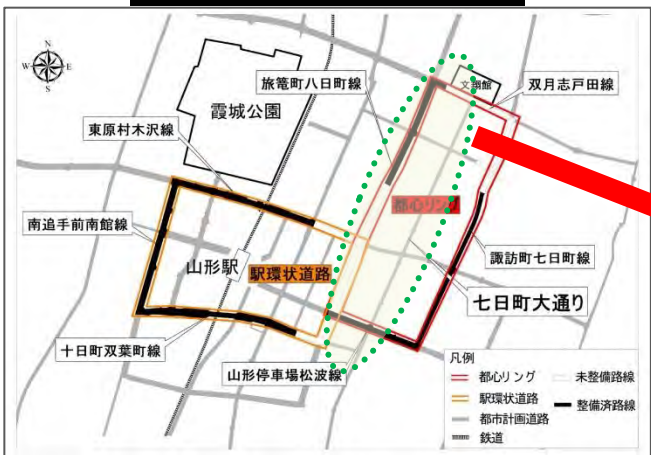 N
W E
S
霞城公園
旅篭町八日町線
文翔館
双月志戸田線
東原村木沢線
都心リング
南追手前南館線
山形駅
駅環状道路
諏訪町七日町線
七日町大通り
十日町双葉町線
山形停車場松波線
凡例
都心リング
未整備路線
駅環状道路
整備済路線
都市計画道路
鉄道